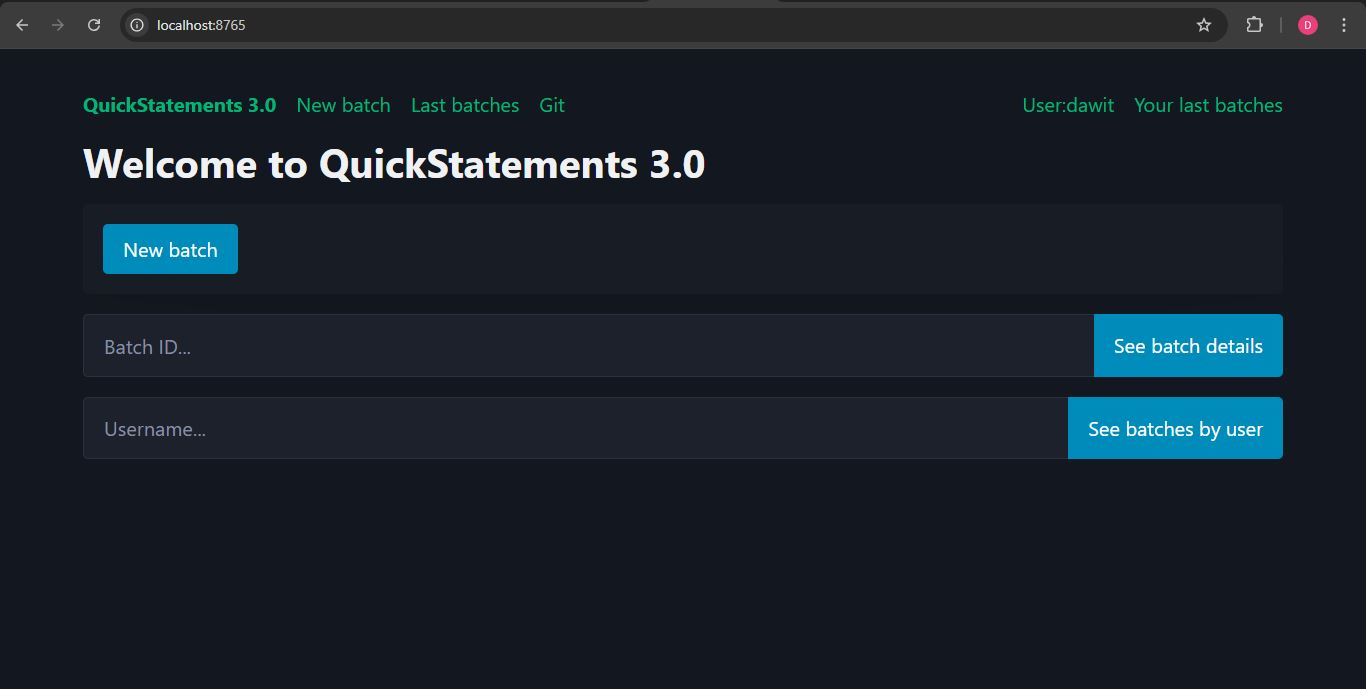 localhost:8765
D
QuickStatements 3.0 New batch Last batches Git User:dawit Your last batches
Welcome to QuickStatements 3.0
New batch
Batch ID... See batch details
Username... See batches by user